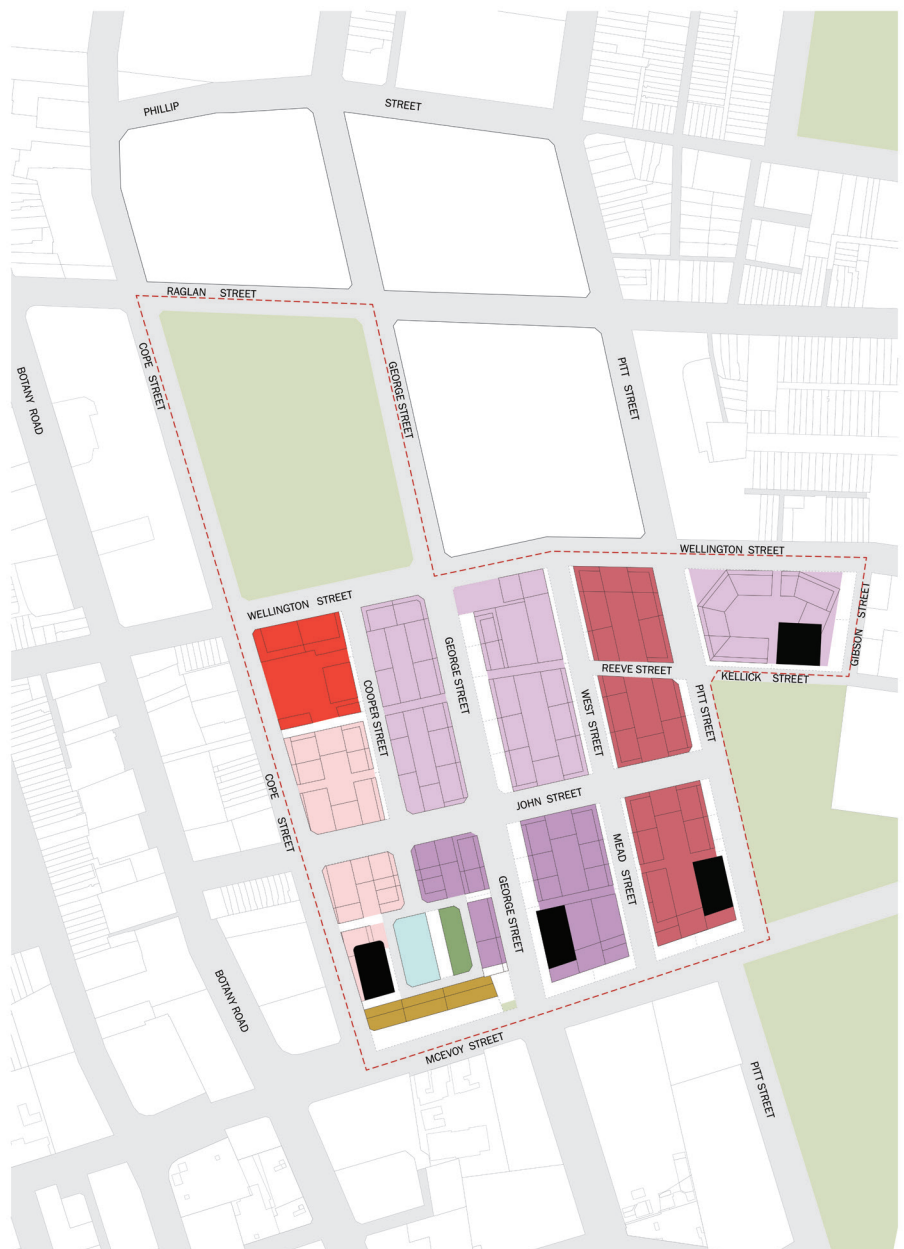 PHILLIP STREET
RAGLAN STREET
COPE STREET
BOTANY ROAD
GEORGE STREET
PITT STREET
WELLINGTON STREET
WELLINGTON STREET
GIBSON STREET
REEVE STREET
KELLICK STREET
COOPER STREET
GEORGE STREET
WEST STREET
PITT STREET
COPE STREET
JOHN STREET
MEAD STREET
GEORGE STREET
BOTANY ROAD
MCEVOY STREET
PITT STREET